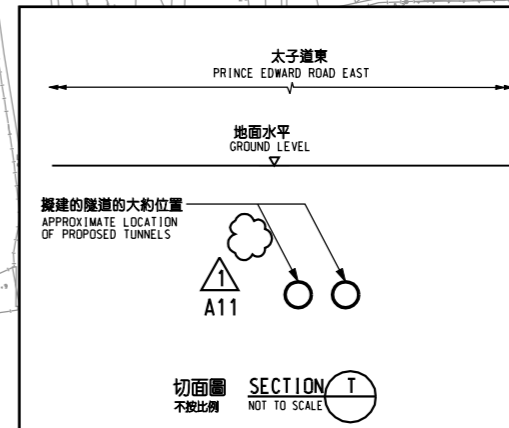 太子道東
PRINCE EDWARD ROAD EAST
地面水平
GROUND LEVEL
擬建的隧道的大約位置
APPROXIMATE LOCATION
OF PROPOSED TUNNELS
1
A11
切面圖 SECTION T
不按比例 NOT TO SCALE